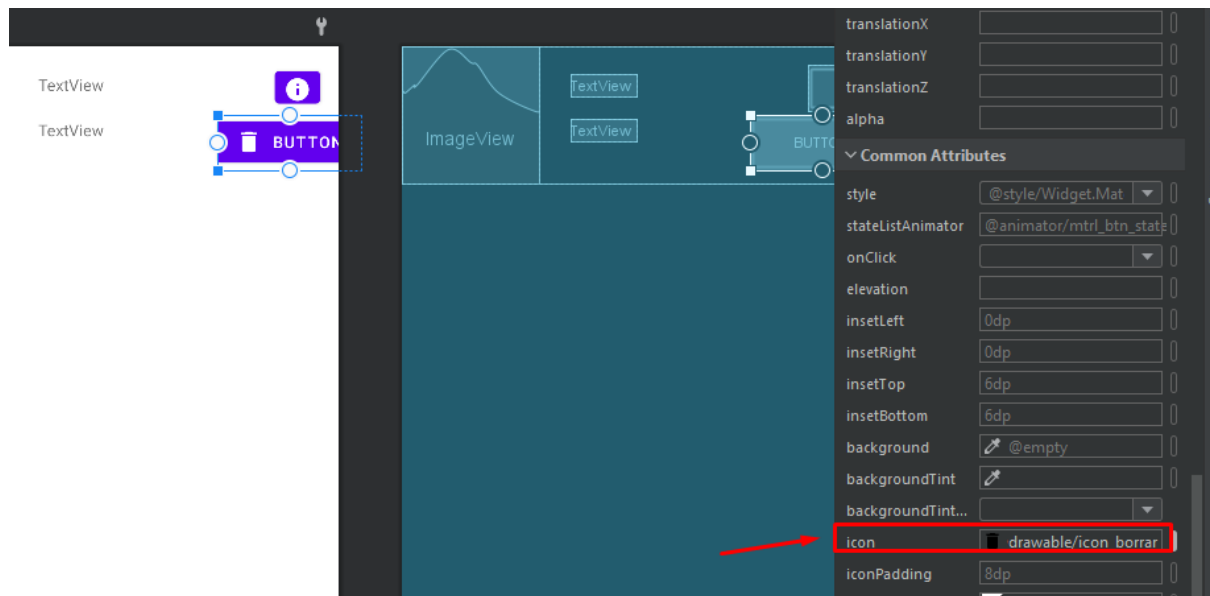 translationX
TextView
TextView
translationY
translationZ
TextView
TextView
alpha
BUTTON
ImageView
Common Attributes
style @style/Widget.Mat
stateListAnimator @animator/mtrl_btn_state
onClick
elevation
insetLeft 0dp
insetRight 0dp
insetTop 6dp
insetBottom 6dp
background @empty
backgroundTint
backgroundTint...
icon drawable/icon_borrar
iconPadding 8dp